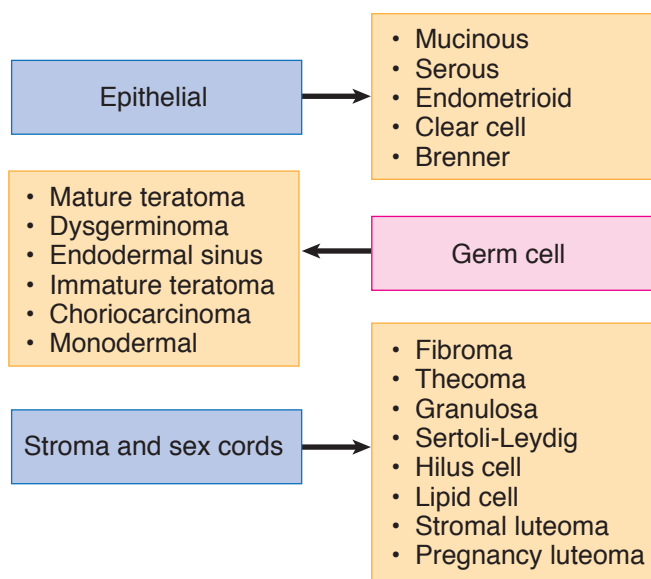 Epithelial
• Mucinous
• Serous
• Endometrioid
• Clear cell
• Brenner
• Mature teratoma
• Dysgerminoma
• Endodermal sinus
• Immature teratoma
• Choriocarcinoma
• Monodermal
Germ cell
Stroma and sex cords
• Fibroma
• Thecoma
• Granulosa
• Sertoli-Leydig
• Hilus cell
• Lipid cell
• Stromal luteoma
• Pregnancy luteoma